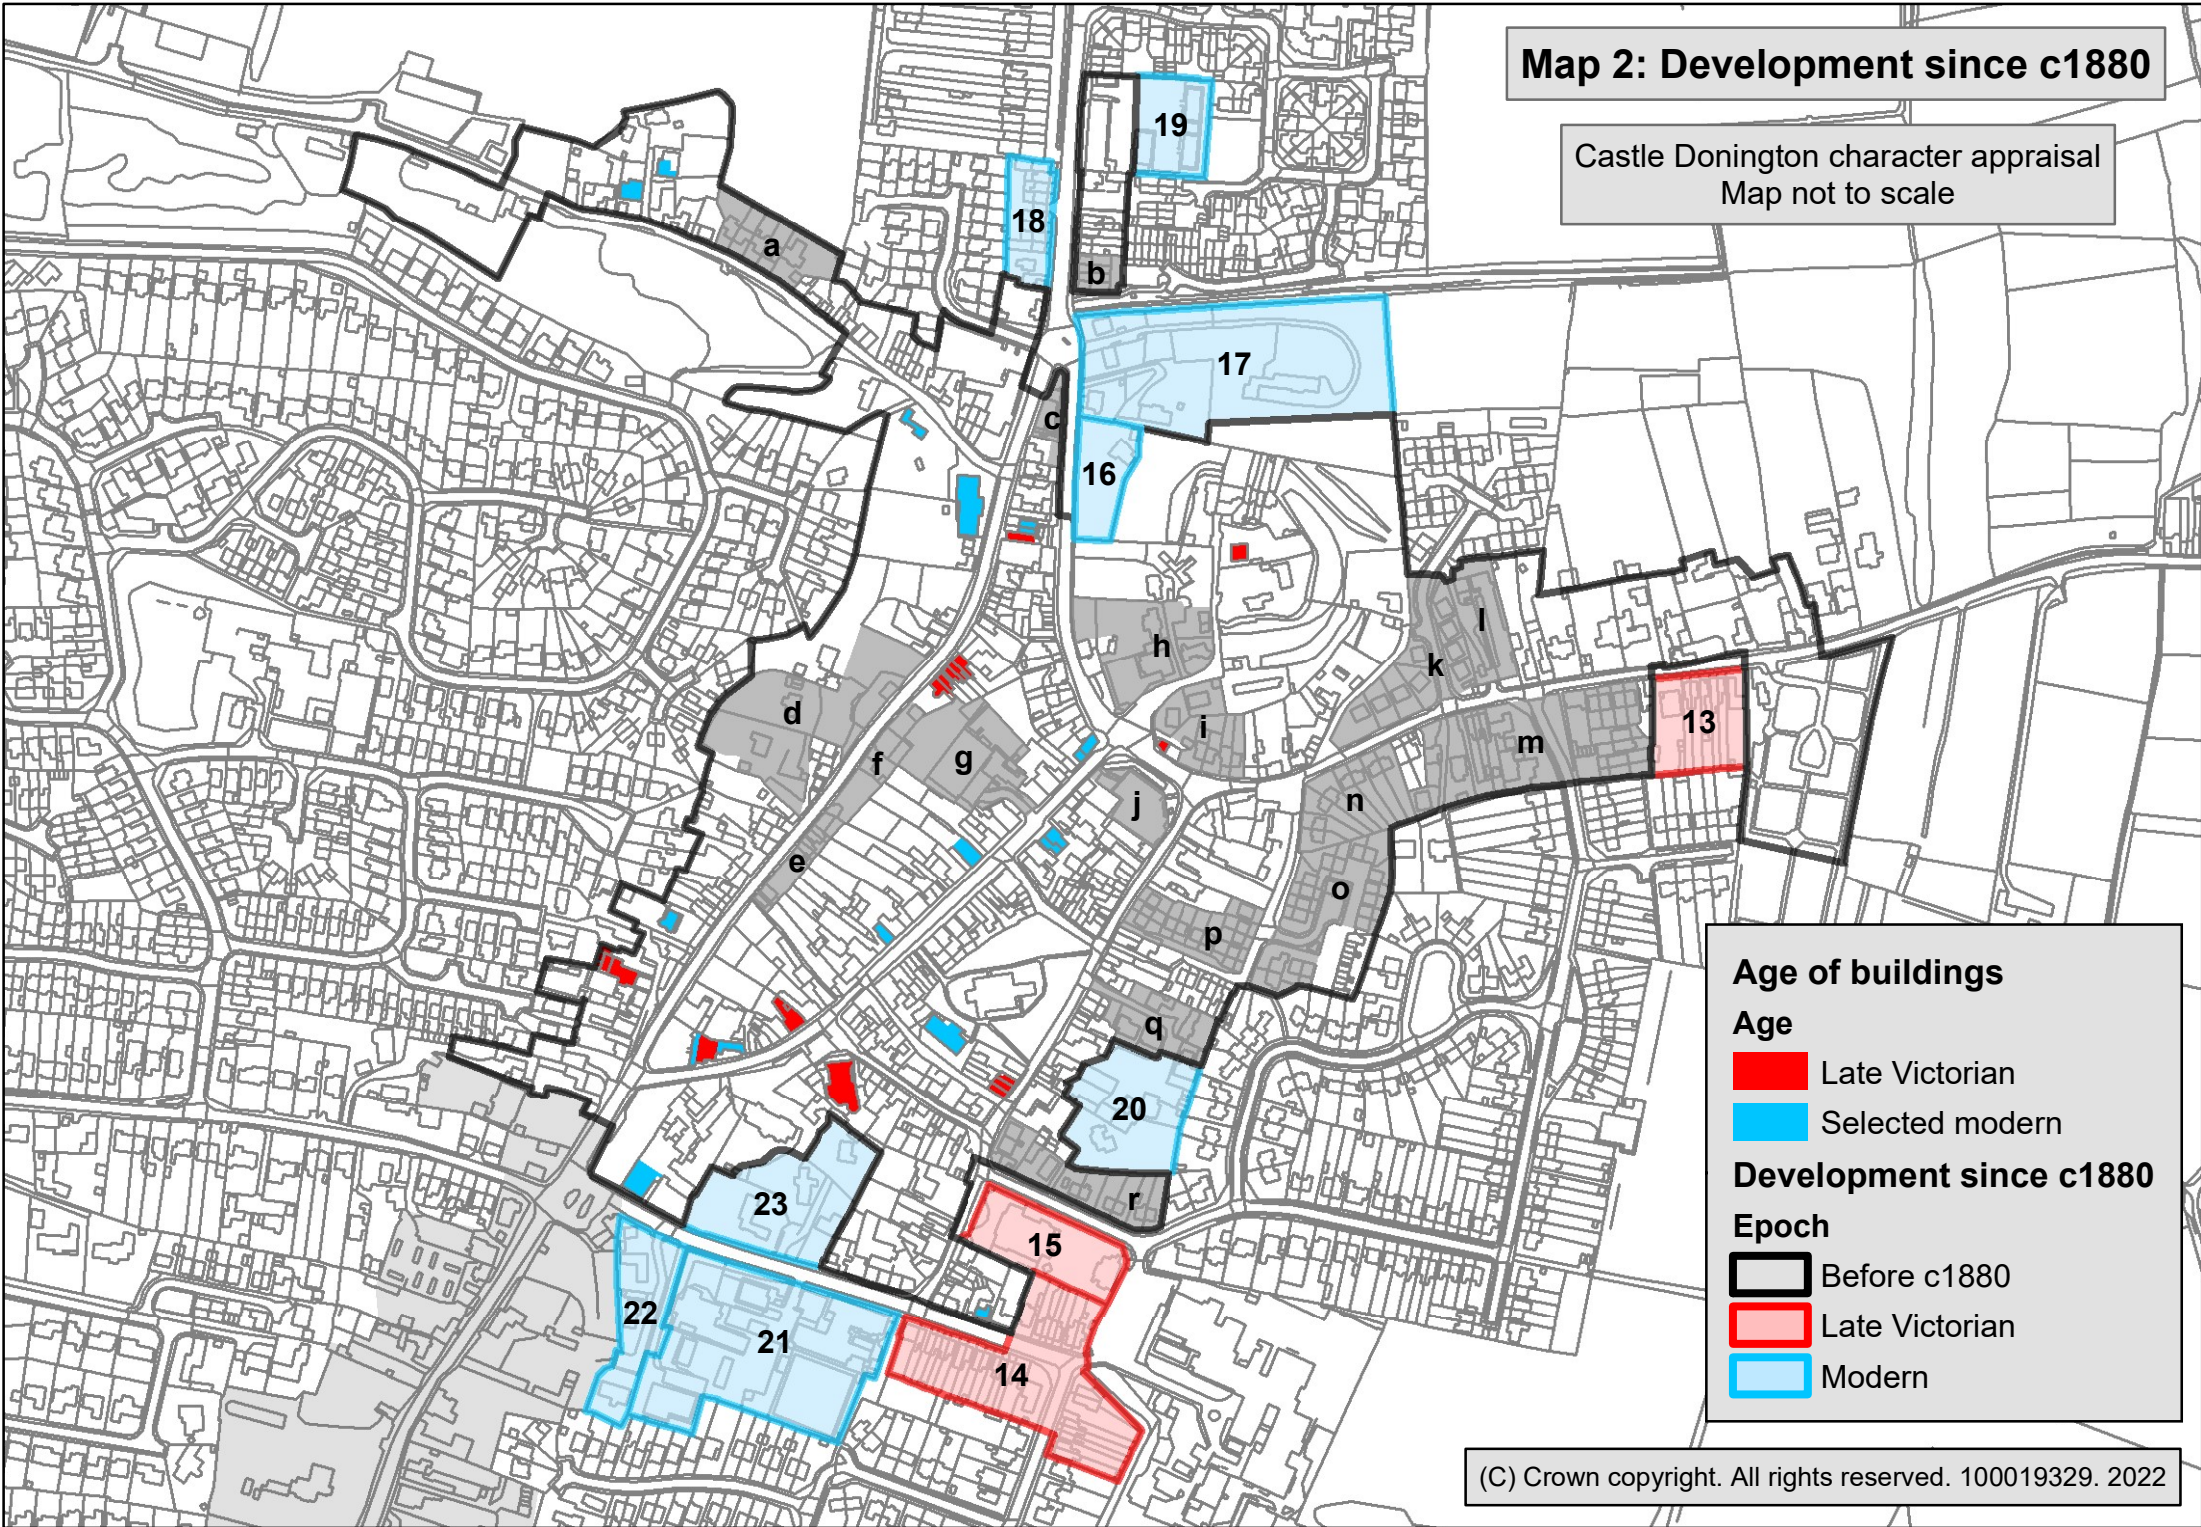 Map 2: Development since c1880
Castle Donington character appraisal
Map not to scale
19
18
a
b
17
c
16
h
l
k
d
i
13
f
g
m
j
n
e
o
p
q
20
23
r
15
22
21
14
Age of buildings
Age
Late Victorian
Selected modern
Development since c1880
Epoch
Before c1880
Late Victorian
Modern
(C) Crown copyright. All rights reserved. 100019329. 2022